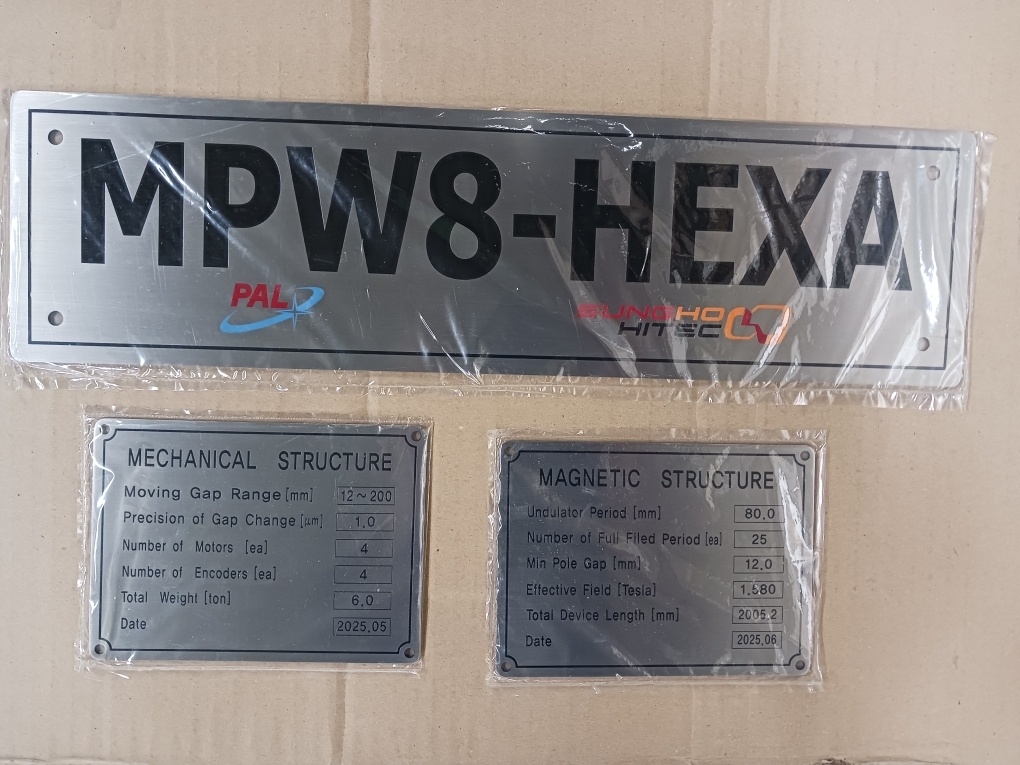 MPW8-HEXA
PAL
SUNGHO
HITEC
MECHANICAL STRUCTURE
Moving Gap Range [mm] 12~200
Precision of Gap Change [μm] 1.0
Number of Motors [ea] 4
Number of Encoders [ea] 4
Total Weight [ton] 6.0
Date 2025.05
MAGNETIC STRUCTURE
Undulator Period [mm] 80.0
Number of Full Filed Period [ea] 25
Min Pole Gap [mm] 12.0
Effective Field [Tesla] 1.580
Total Device Length [mm] 2005.2
Date 2025.06